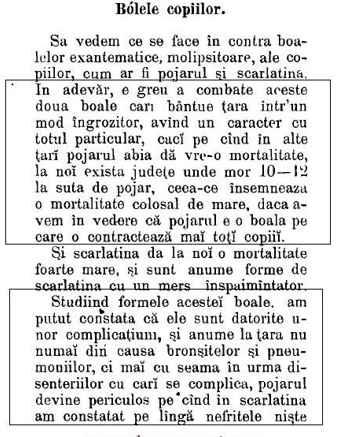 Bólele copiilor.
Sa vedem ce se face în contra boa-
lelor exantematice, molipsitoare, ale co-
piilor, cum ar fi pojarul și scarlatina.
In adevăr, e greu a combate aceste
doua boale cari bântue țara intr'un
mod îngrozitor, avînd un caracter cu
totul particular, cacĭ pe cînd in alte
țarĭ pojarul abia dă vre-o mortalitate,
la noĭ exista județe unde mor 10—12
la suta de pojar, ceea-ce însemneaza
o mortalitate colosal de mare, daca a-
vem în vedere că pojarul e o boala pe
care o contractează maĭ toțĭ copiiĭ.
Și scarlatina da la noĭ o mortalitate
foarte mare, și sunt anume forme de
scarlatina cu un mers înspaimîntator.
Studiind formele acesteĭ boale, am
putut constata că ele sunt datorite u-
nor complicațiunĭ, și anume la țara nu
numaĭ din causa bronșitelor și pneu-
moniilor, ci maĭ cu seama in urma di-
senteriilor cu carĭ se complica, pojarul
devine periculos pe cînd in scarlatina
am constatat pe lîngă nefritele niște